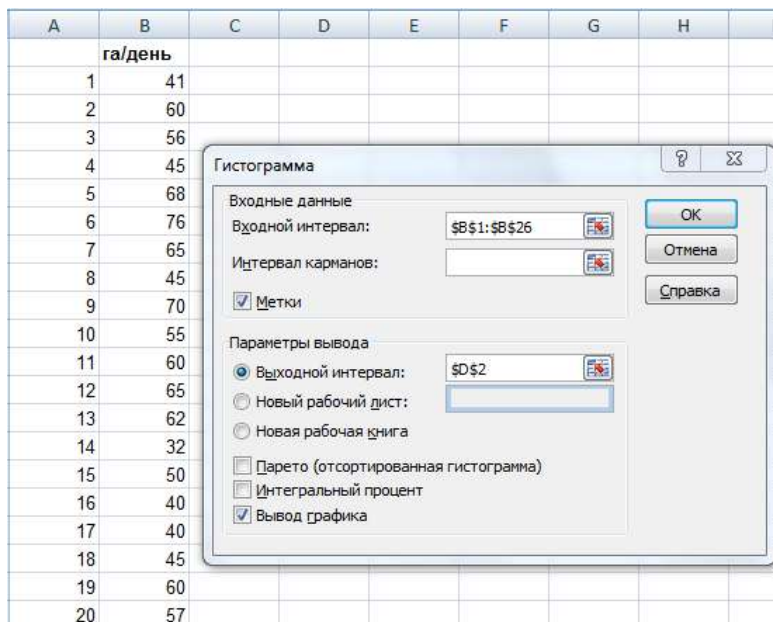 A B C D E F G H
га/день
1 41
2 60
3 56
4 45
5 68
6 76
7 65
8 45
9 70
10 55
11 60
12 65
13 62
14 32
15 50
16 40
17 40
18 45
19 60
20 57
Гистограмма
Входные данные
Входной интервал: $B$1:$B$26
Интервал карманов:
Метки
Параметры вывода
Выходной интервал: $D$2
Новый рабочий лист:
Новая рабочая книга
Парето (отсортированная гистограмма)
Интегральный процент
Вывод графика
?
OK
Отмена
Справка